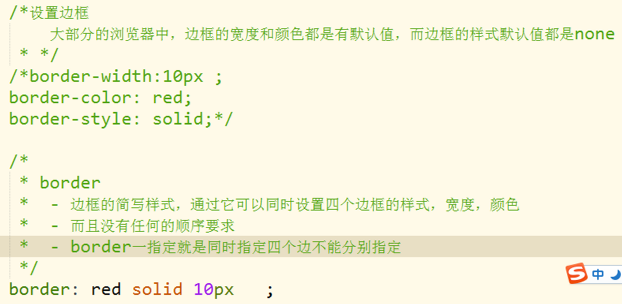 /*设置边框
大部分的浏览器中，边框的宽度和颜色都是有默认值，而边框的样式默认值都是none
* */
/*border-width:10px ;
border-color: red;
border-style: solid;*/
/*
* border
* - 边框的简写样式，通过它可以同时设置四个边框的样式，宽度，颜色
* - 而且没有任何的顺序要求
* - border一指定就是同时指定四个边不能分别指定
*/
border: red solid 10px ;
S 中